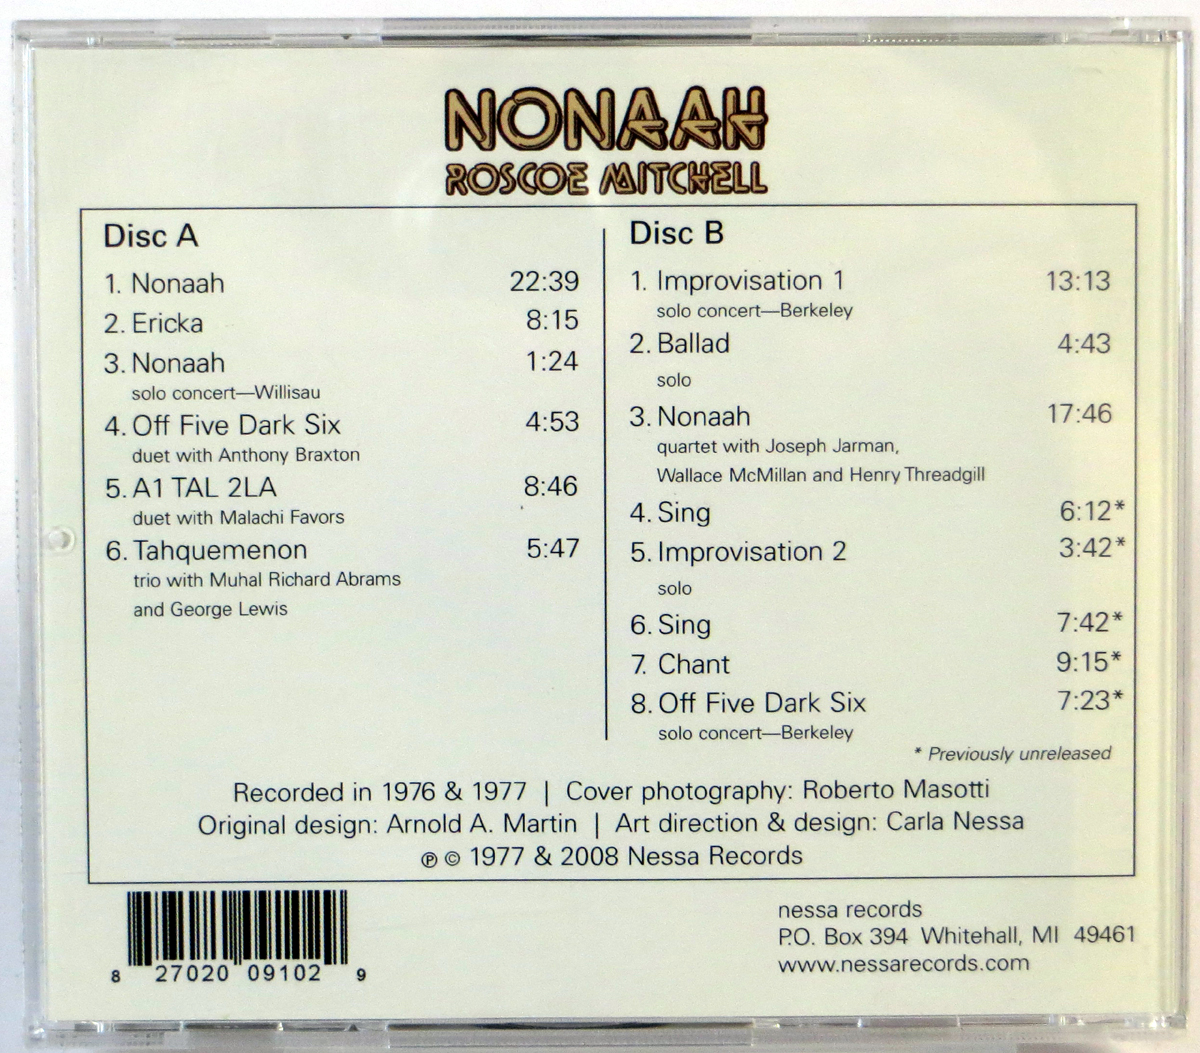 NONAAH
ROSCOE MITCHELL
Disc A
1. Nonaah 22:39
2. Ericka 8:15
3. Nonaah 1:24
solo concert—Willisau
4. Off Five Dark Six 4:53
duet with Anthony Braxton
5. A1 TAL 2LA 8:46
duet with Malachi Favors
6. Tahquemenon 5:47
trio with Muhal Richard Abrams
and George Lewis
Disc B
1. Improvisation 1 13:13
solo concert—Berkeley
2. Ballad 4:43
solo
3. Nonaah 17:46
quartet with Joseph Jarman,
Wallace McMillan and Henry Threadgill
4. Sing 6:12*
5. Improvisation 2 3:42*
solo
6. Sing 7:42*
7. Chant 9:15*
8. Off Five Dark Six 7:23*
solo concert—Berkeley
* Previously unreleased
Recorded in 1976 & 1977 | Cover photography: Roberto Masotti
Original design: Arnold A. Martin | Art direction & design: Carla Nessa
℗ © 1977 & 2008 Nessa Records
8 27020 09102 9
nessa records
P.O. Box 394 Whitehall, MI 49461
www.nessarecords.com